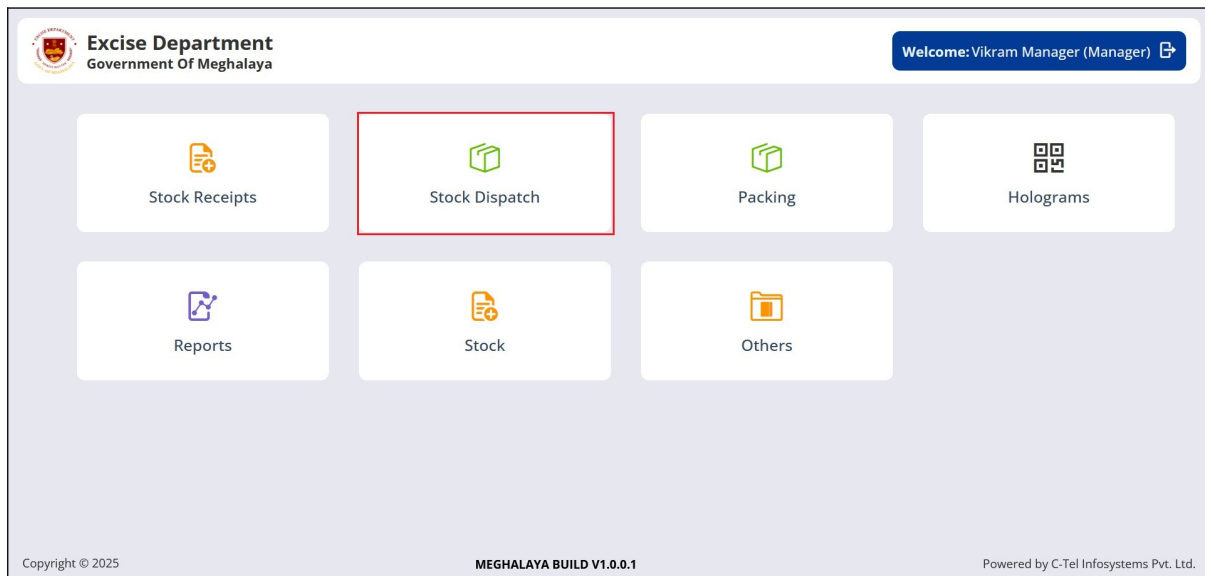 Excise Department
Government Of Meghalaya
Welcome: Vikram Manager (Manager)
Stock Receipts
Stock Dispatch
Packing
Holograms
Reports
Stock
Others
Copyright © 2025
MEGHALAYA BUILD V1.0.0.1
Powered by C-Tel Infosystems Pvt. Ltd.